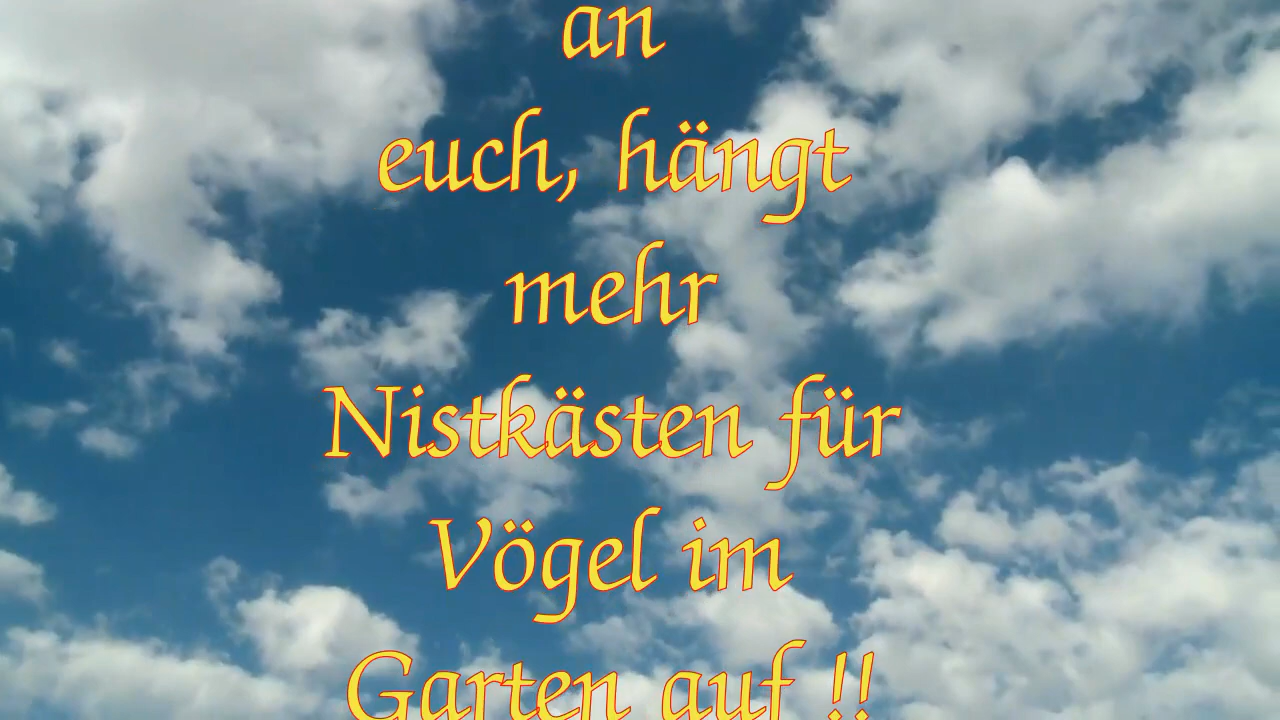 an
euch, hängt
mehr
Nistkästen für
Vögel im
Garten auf !!